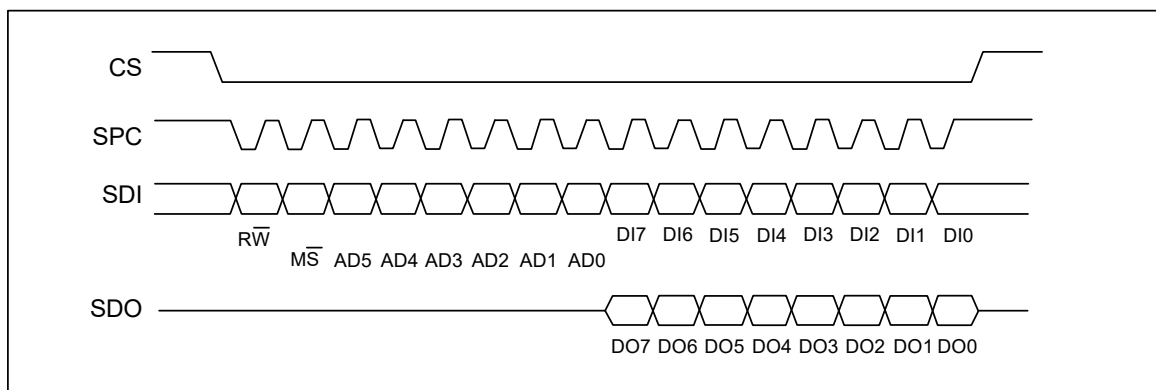 CS
SPC
SDI
RW̅
DI7 DI6 DI5 DI4 DI3 DI2 DI1 DI0
MS̅ AD5 AD4 AD3 AD2 AD1 AD0
SDO
DO7 DO6 DO5 DO4 DO3 DO2 DO1 DO0